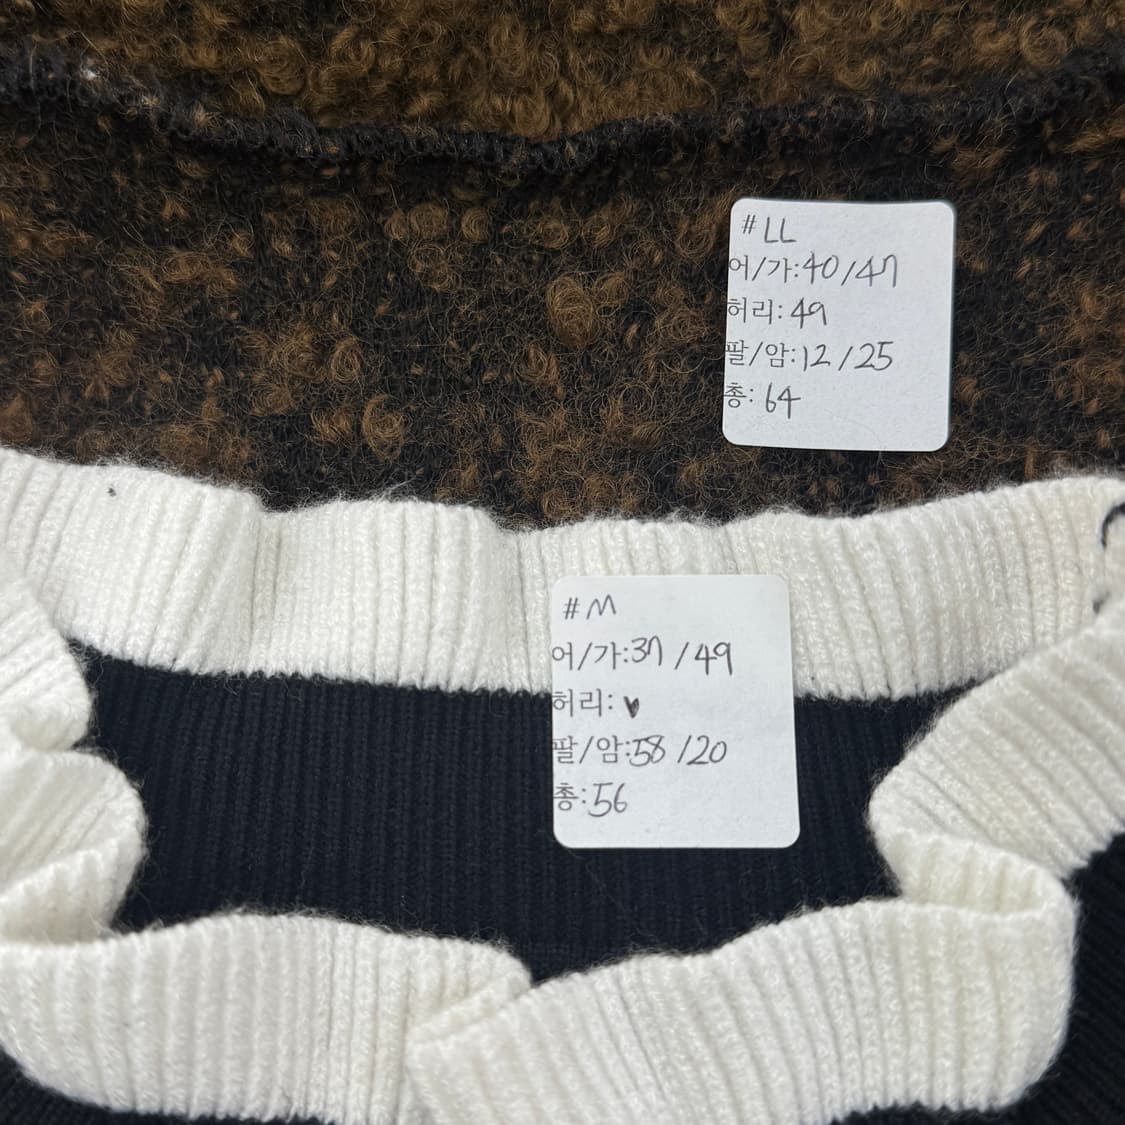 #LL
어/가:40/47
허리: 49
팔/암:12/25
총: 64
#M
어/가:37/49
허리: ♥
팔/암:58/20
총:56